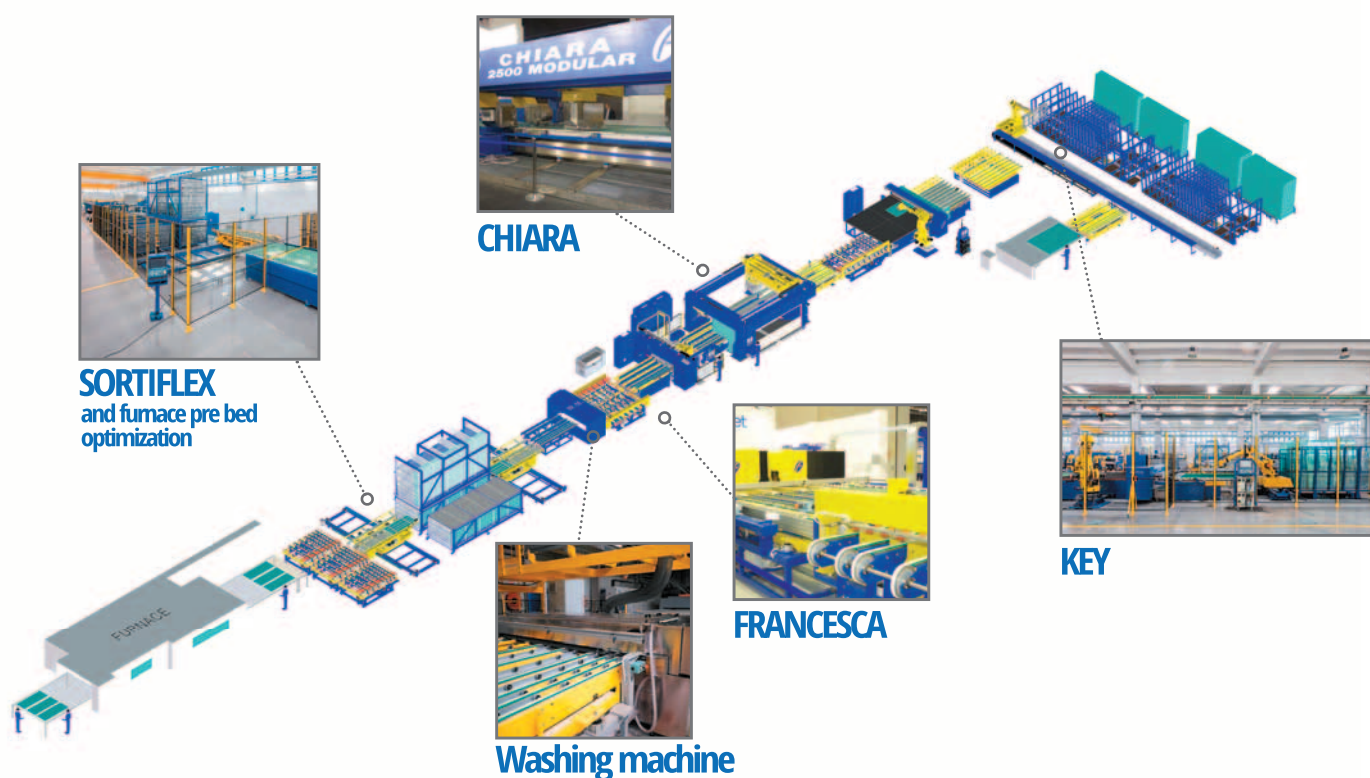 CHIARA
2500 MODULAR
CHIARA
SORTIFLEX
and furnace pre bed
optimization
KEY
FRANCESCA
FURNACE
Washing machine